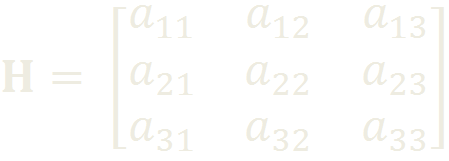 a₁₁ a₁₂ a₁₃
H = a₂₁ a₂₂ a₂₃
a₃₁ a₃₂ a₃₃